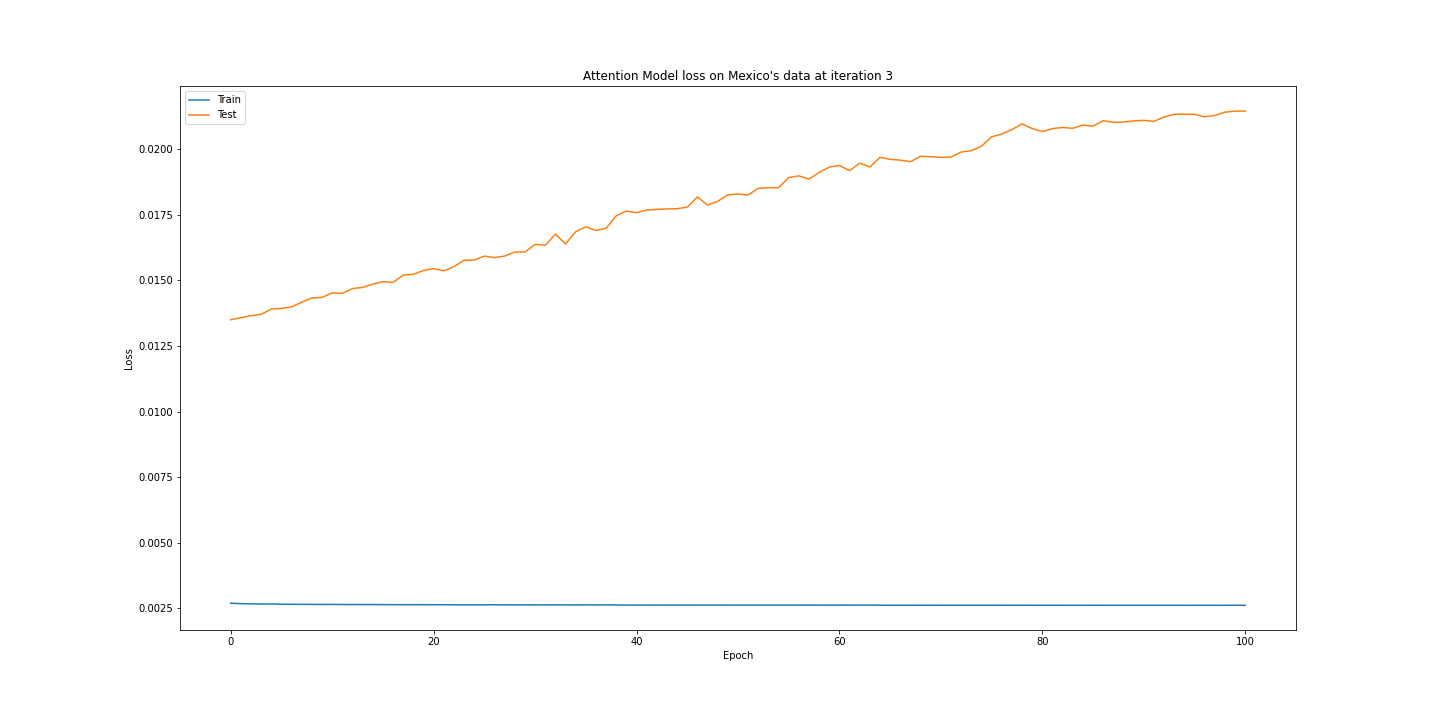 Attention Model loss on Mexico's data at iteration 3
Train
Test
0.0200
0.0175
0.0150
0.0125
0.0100
0.0075
0.0050
0.0025
Loss
0 20 40 60 80 100
Epoch